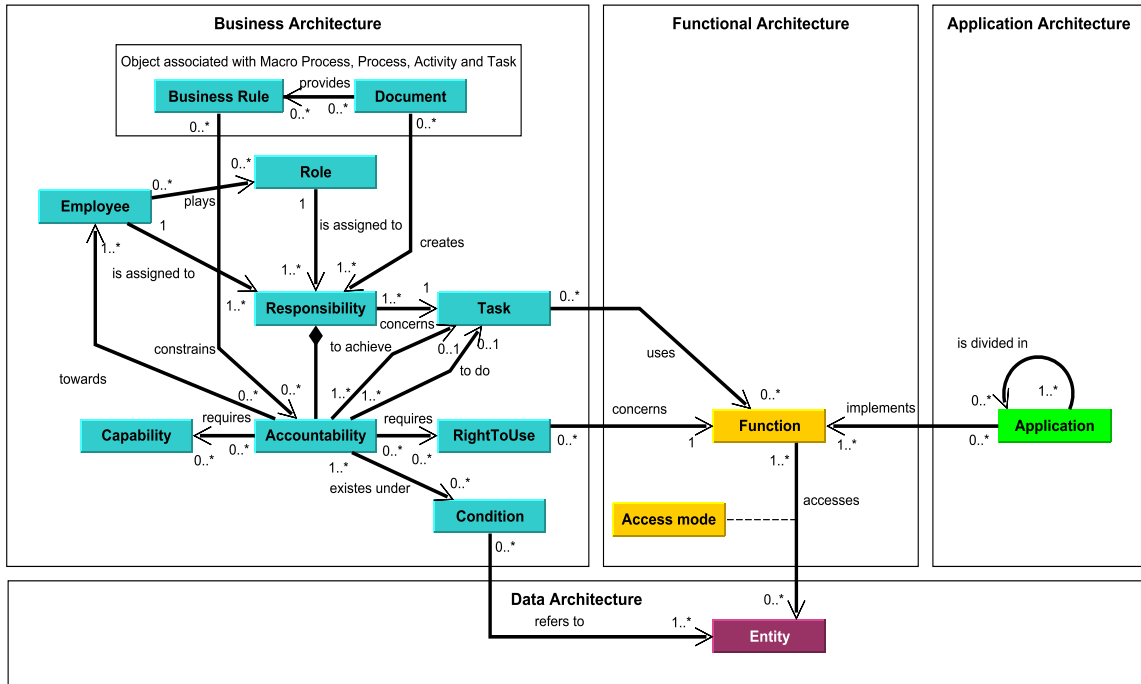 Business Architecture
Functional Architecture
Application Architecture
Object associated with Macro Process, Process, Activity and Task
provides
Business Rule
Document
0..*
0..*
0..*
0..*
0..*
Role
0..*
plays
Employee
1
1
is assigned to
1..*
creates
is assigned to
1..*
1..*
1..*
Responsibility
1..*
1
Task
0..*
concerns
to achieve
0..1
0..1
is divided in
constrains
uses
towards
to do
0..*
0..*
1..*
1..*
0..*
0..*
1..*
requires
requires
concerns
implements
Capability
Accountability
RightToUse
Function
Application
0..*
0..*
0..*
0..*
0..*
1
1..*
0..*
1..*
1..*
existes under
0..*
accesses
Condition
Access mode
0..*
Data Architecture
0..*
refers to
1..*
Entity